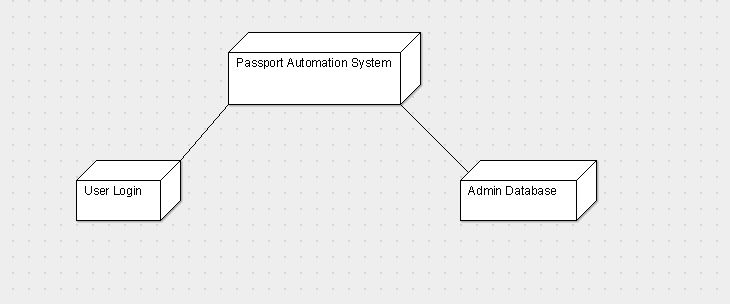 Passport Automation System
User Login
Admin Database